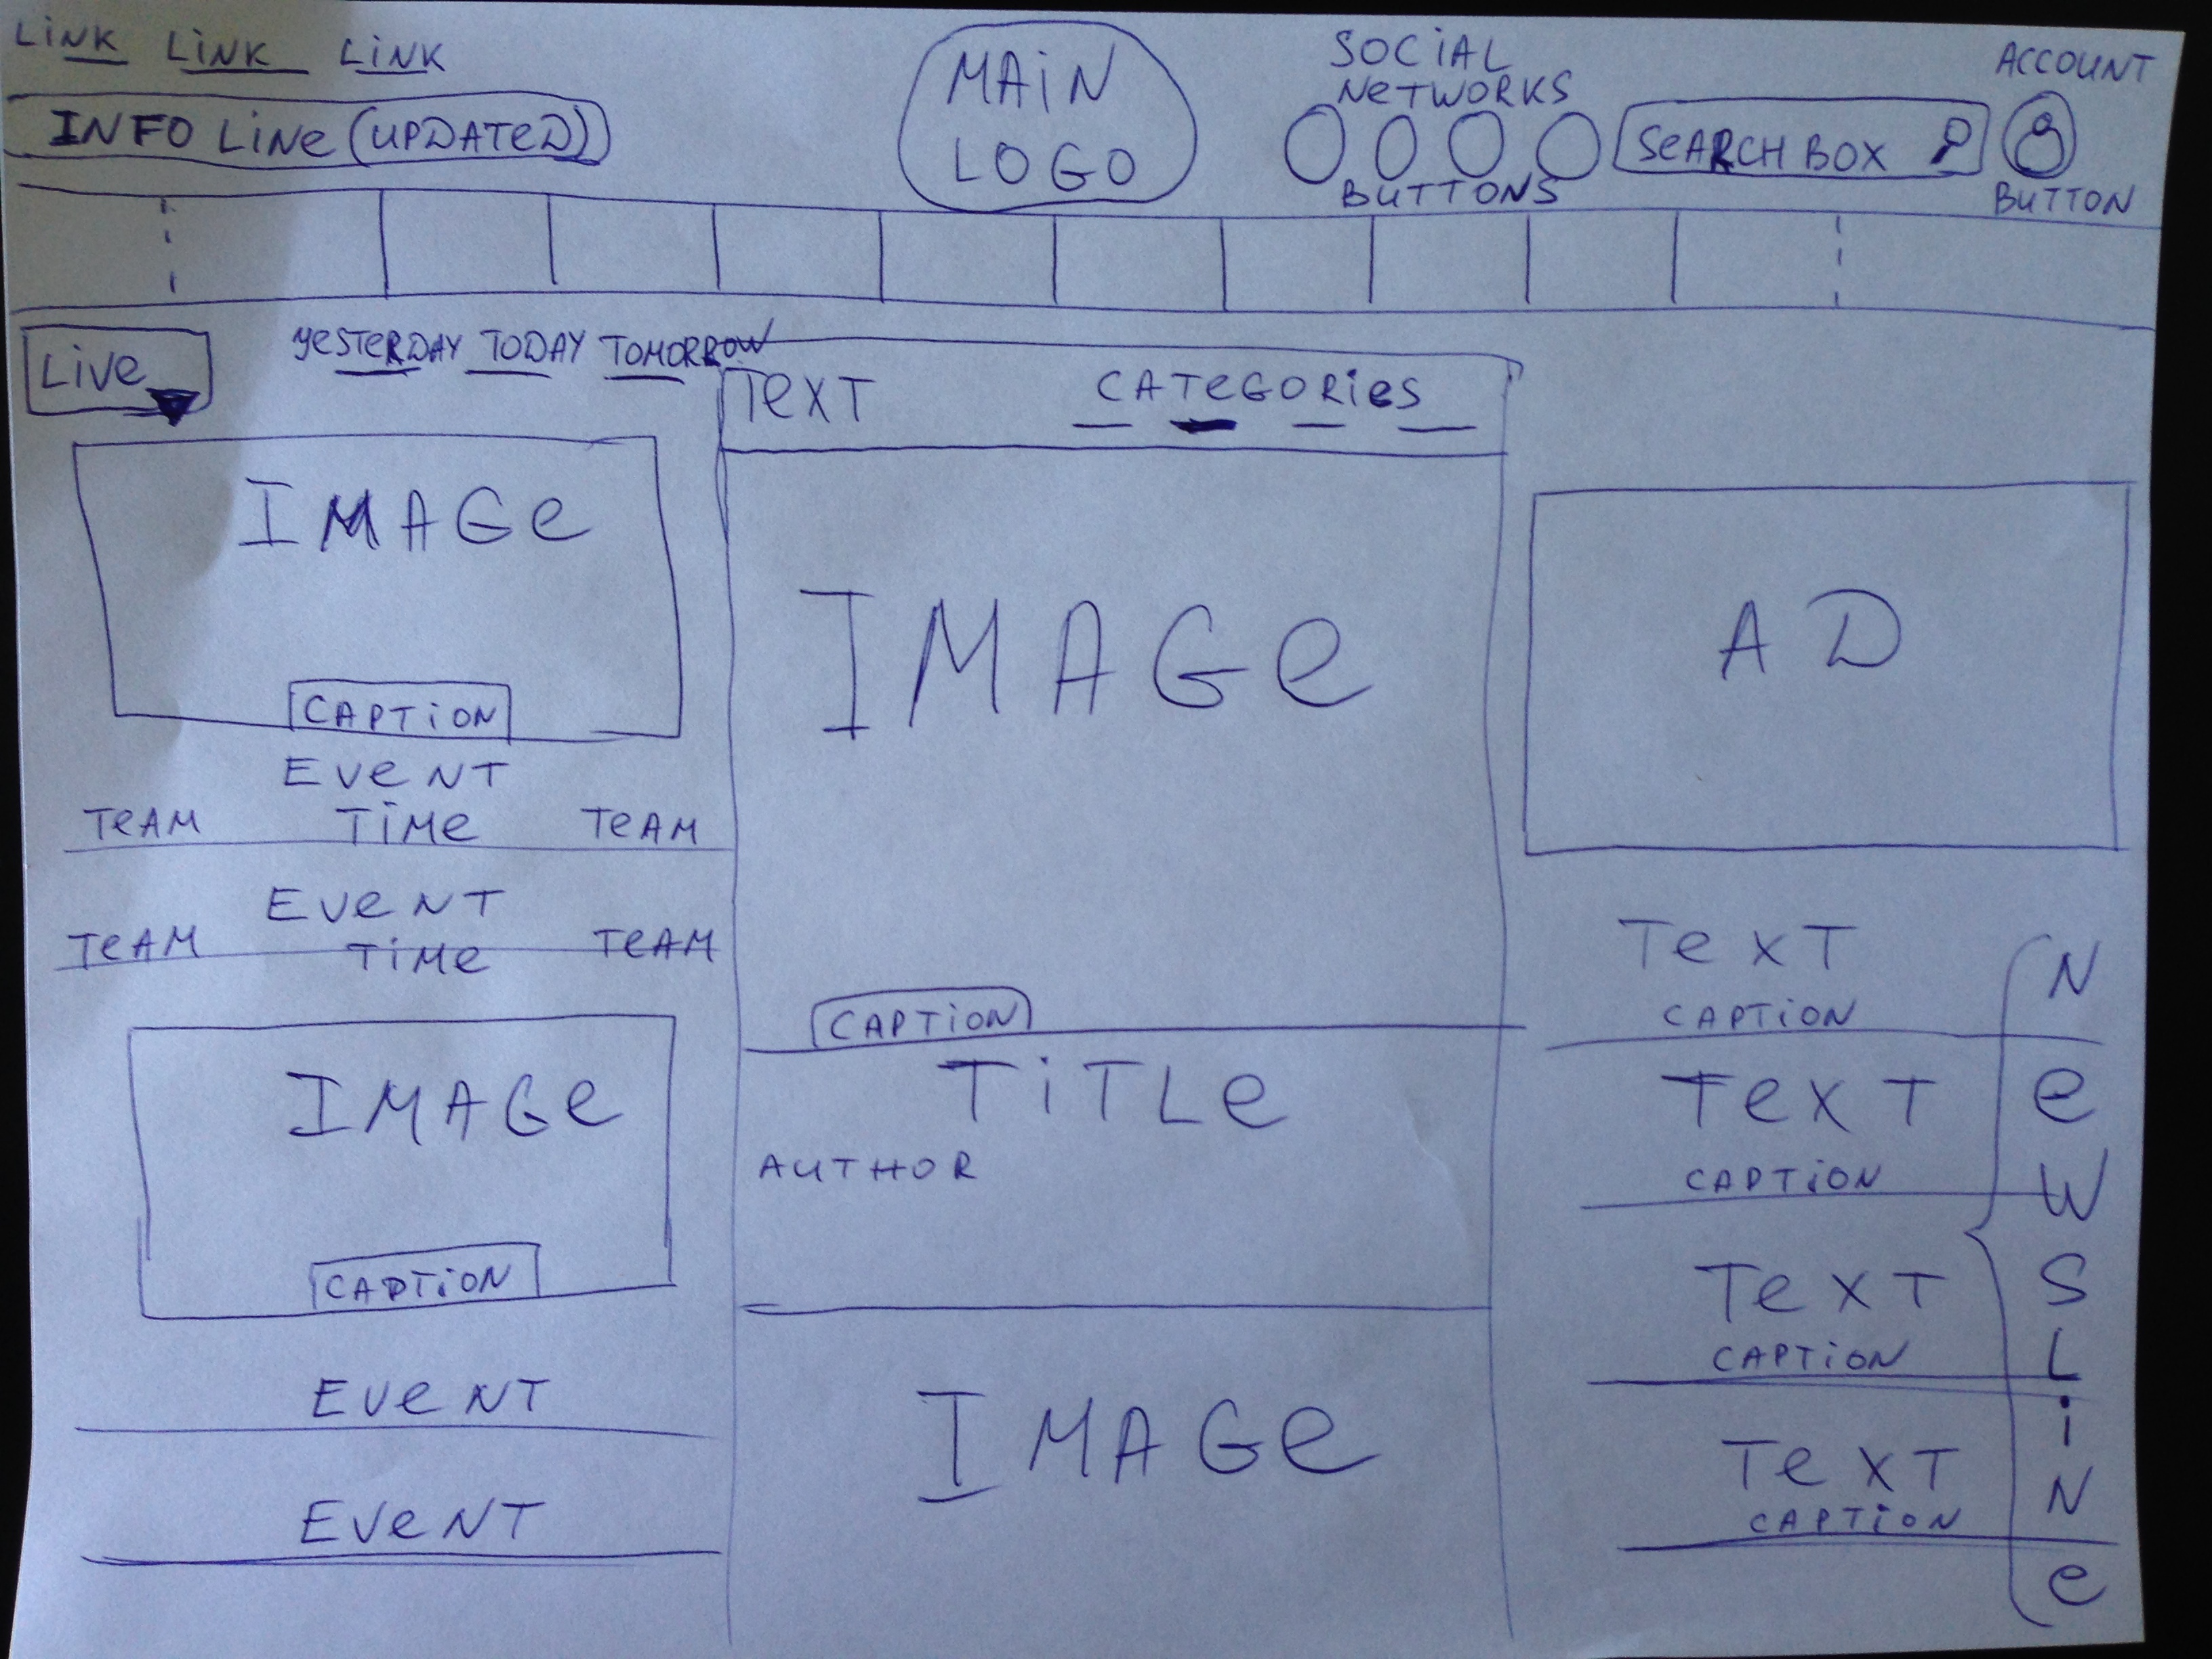 LiNK LiNK LiNK
INFO LiNe (UPDATeD)
MAiN
LOGO
SOCiAL
NeTWORKS
BUTTONS
SeARCH BOX
ACCOUNT
BUTTON
Live
YeSTeRDAY TODAY TOMORROW
IMAGe
CAPTiON
EveNT
TeAM TiMe TeAM
EveNT
TeAM TiMe TeAM
IMAGe
CAPTiON
EveNT
EveNT
TeXT CATeGORieS
IMAGe
CAPTiON
TiTLe
AUTHOR
IMAGe
AD
TeXT
CAPTiON
TeXT
CAPTiON
TeXT
CAPTiON
TeXT
CAPTiON
NeWS LiNe